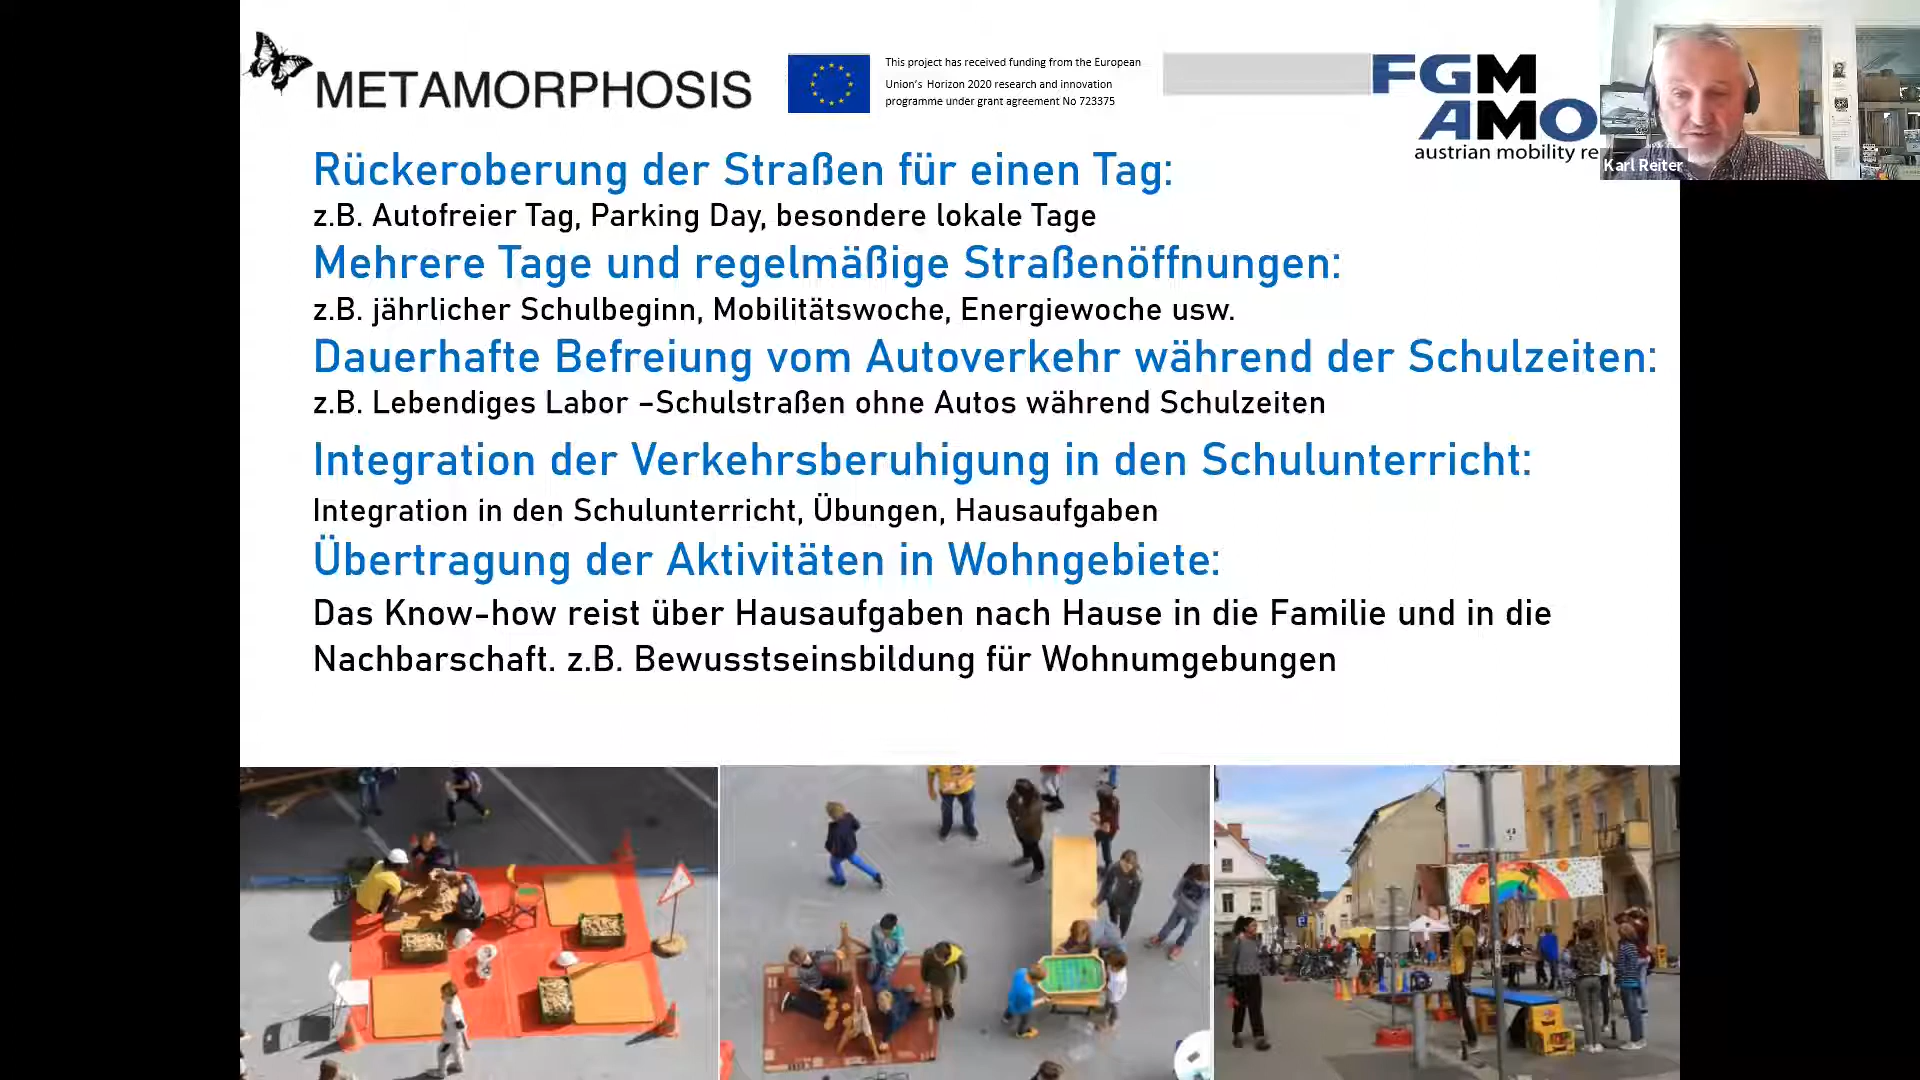 METAMORPHOSIS
This project has received funding from the European
Union's Horizon 2020 research and innovation
programme under grant agreement No 723375
FGM
AMO
austrian mobility re
Karl Reiter
Rückeroberung der Straßen für einen Tag:
z.B. Autofreier Tag, Parking Day, besondere lokale Tage
Mehrere Tage und regelmäßige Straßenöffnungen:
z.B. jährlicher Schulbeginn, Mobilitätswoche, Energiewoche usw.
Dauerhafte Befreiung vom Autoverkehr während der Schulzeiten:
z.B. Lebendiges Labor –Schulstraßen ohne Autos während Schulzeiten
Integration der Verkehrsberuhigung in den Schulunterricht:
Integration in den Schulunterricht, Übungen, Hausaufgaben
Übertragung der Aktivitäten in Wohngebiete:
Das Know-how reist über Hausaufgaben nach Hause in die Familie und in die
Nachbarschaft. z.B. Bewusstseinsbildung für Wohnumgebungen